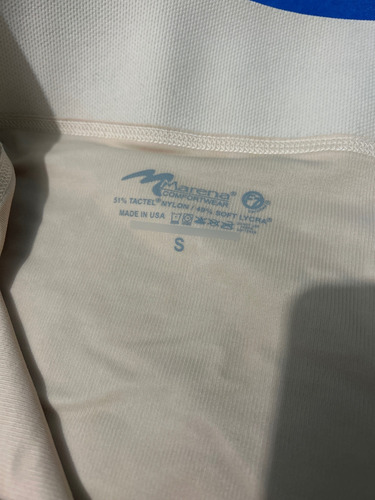 Marena®
COMFORTWEAR
51% TACTEL® NYLON / 49% SOFT LYCRA®
MADE IN USA
S